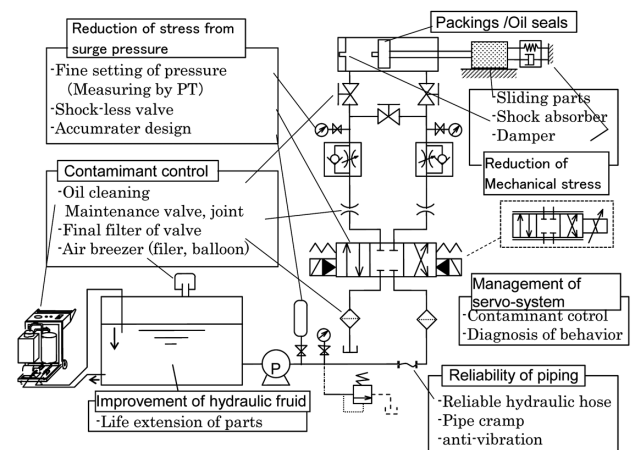 Reduction of stress from
surge pressure
-Fine setting of pressure
(Measuring by PT)
-Shock-less valve
-Accumrater design
Packings /Oil seals
-Sliding parts
-Shock absorber
-Damper
Reduction of
Mechanical stress
Contamimant control
-Oil cleaning
Maintenance valve, joint
-Final filter of valve
-Air breezer (filer, balloon)
Management of
servo-system
-Contaminant cotrol
-Diagnosis of behavior
P
Improvement of hydraulic fruid
-Life extension of parts
Reliability of piping
-Reliable hydraulic hose
-Pipe cramp
-anti-vibration